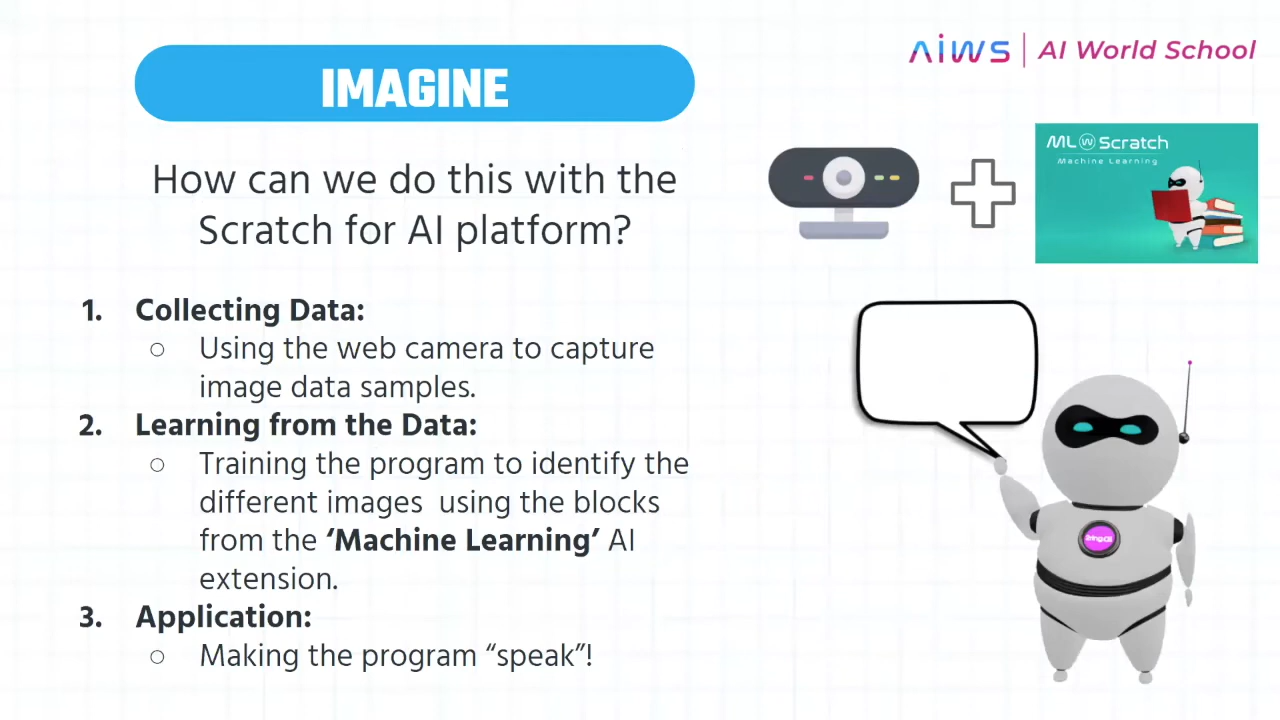 IMAGINE
AIWS | AI World School
How can we do this with the
Scratch for AI platform?
ML Scratch
Machine Learning
1. Collecting Data:
○ Using the web camera to capture
image data samples.
2. Learning from the Data:
○ Training the program to identify the
different images using the blocks
from the ‘Machine Learning’ AI
extension.
3. Application:
○ Making the program “speak”!